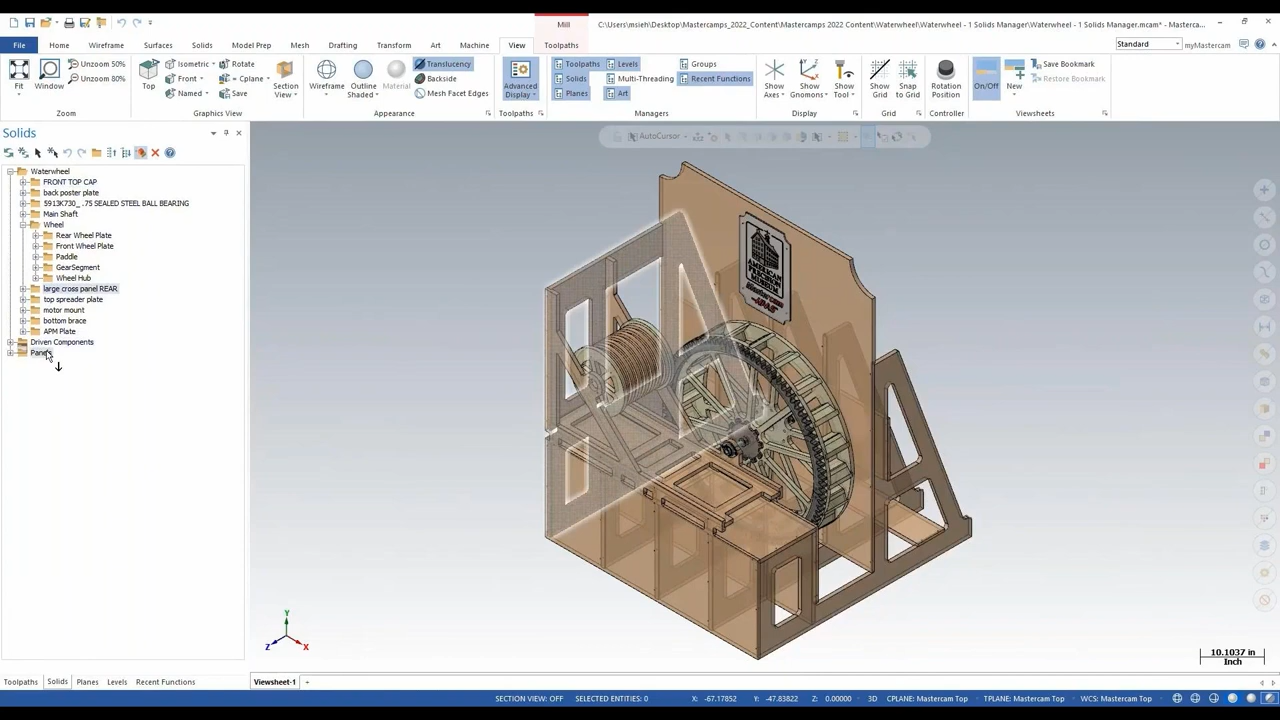 Mill
C:\Users\msieh\Desktop\Mastercamps_2022_Content\Mastercamps 2022 Content\Waterwheel\Waterwheel - 1 Solids Manager\Waterwheel - 1 Solids Manager.mcam* - Masterca...
File Home Wireframe Surfaces Solids Model Prep Mesh Drafting Transform Art Machine View Toolpaths
Standard myMastercam
Fit Window Unzoom 50% Unzoom 80% Zoom
Top Isometric Front Named Rotate = Cplane Save Section View Graphics View
Wireframe Outline Shaded Material Translucency Backside Mesh Facet Edges Appearance
Advanced Display Toolpaths
Toolpaths Solids Planes Levels Multi-Threading Art Groups Recent Functions Managers
Show Axes Show Gnomons Show Tool Display
Show Grid Snap to Grid Grid
Rotation Position Controller
On/Off New Save Bookmark Restore Bookmark Viewsheets
Solids
AutoCursor
Waterwheel
FRONT TOP CAP
back poster plate
5913K730_ .75 SEALED STEEL BALL BEARING
Main Shaft
Wheel
Rear Wheel Plate
Front Wheel Plate
Paddle
GearSegment
Wheel Hub
large cross panel REAR
top spreader plate
motor mount
bottom brace
APM Plate
Driven Components
AMERICAN
PRECISION
MUSEUM
Y
Z
X
10.1037 in
Inch
Toolpaths Solids Planes Levels Recent Functions
Viewsheet-1 +
SECTION VIEW: OFF SELECTED ENTITIES: 0 X: -67.17852 Y: -47.83822 Z: 0.00000 3D CPLANE: Mastercam Top TPLANE: Mastercam Top WCS: Mastercam Top